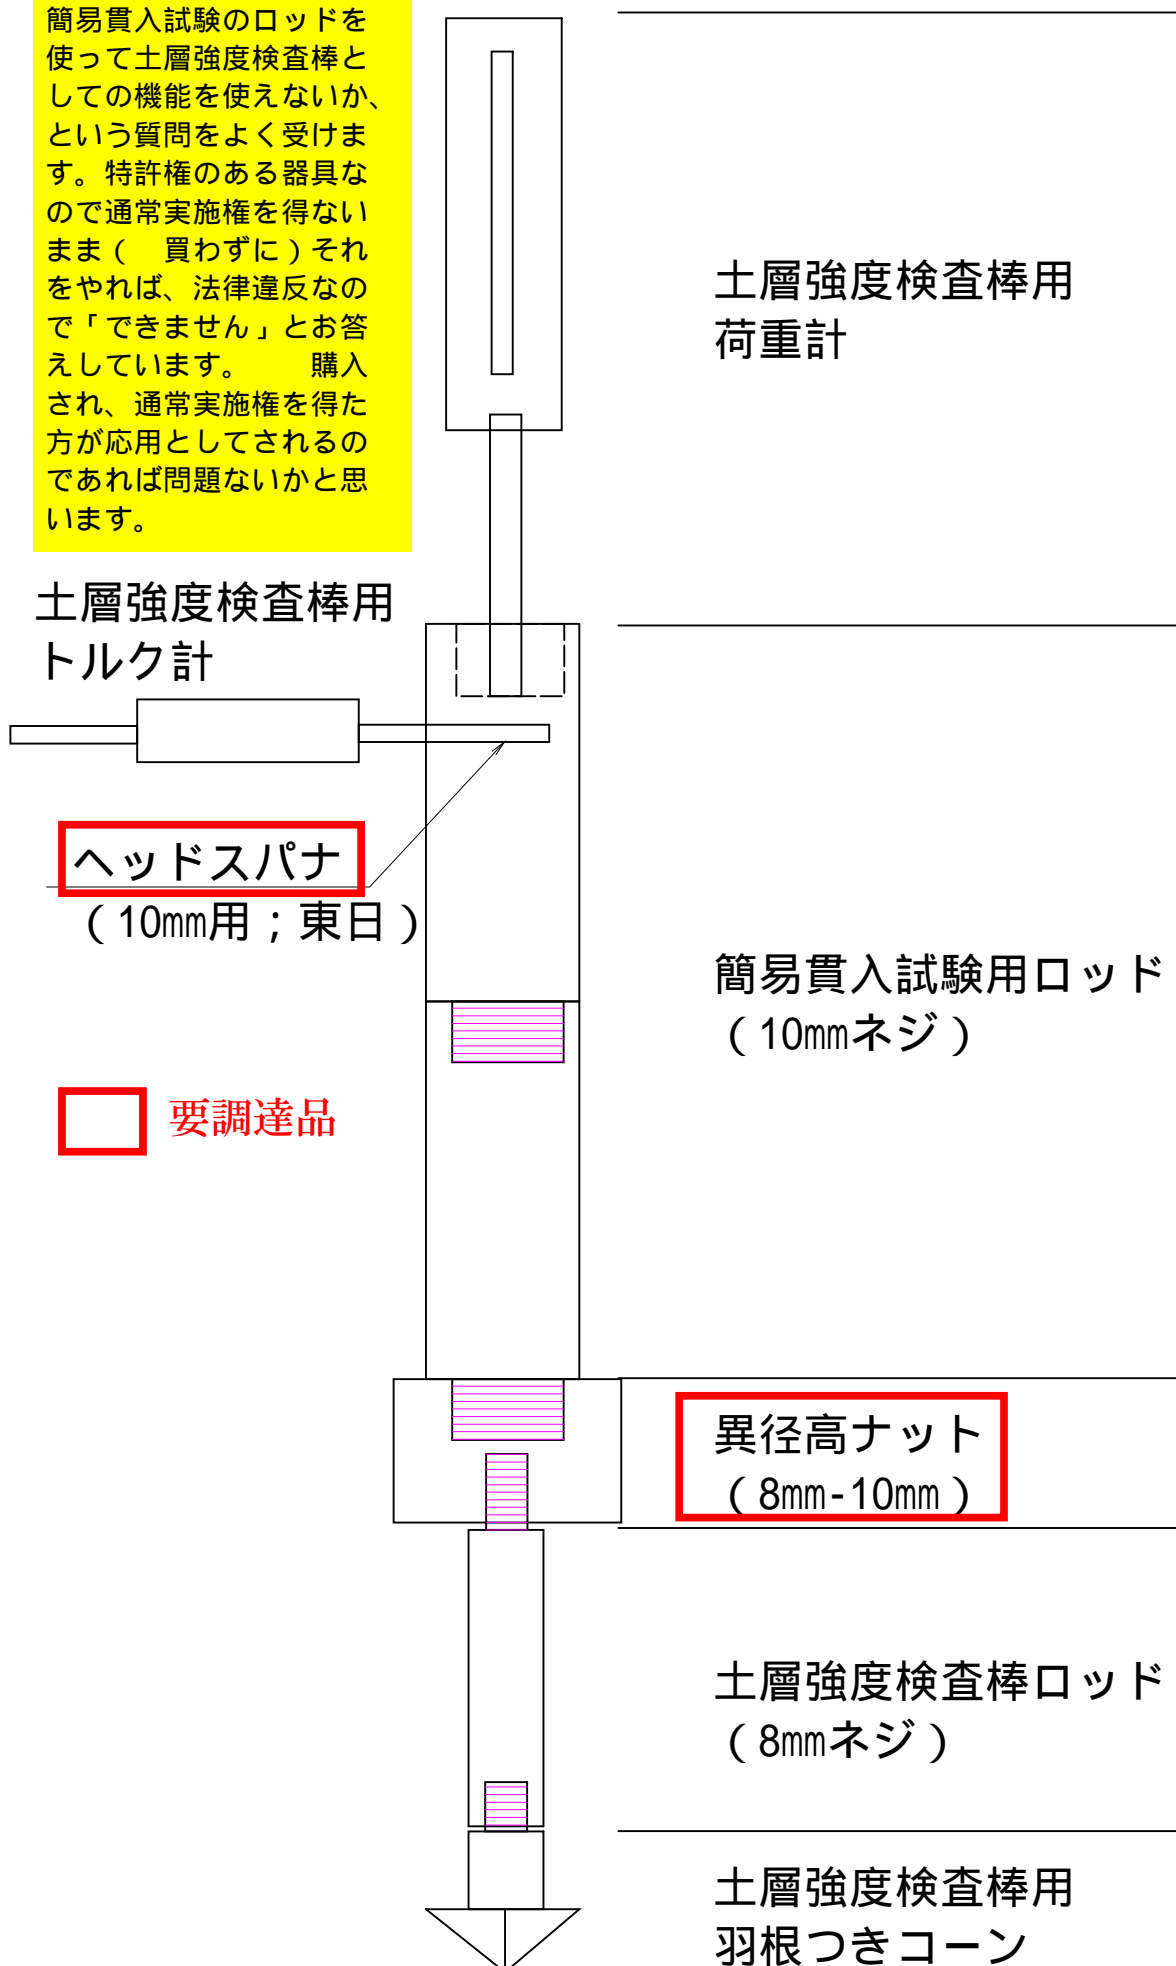 簡易貫入試験のロッドを
使って土層強度検査棒と
しての機能を使えないか、
という質問をよく受けま
す。特許権のある器具な
ので通常実施権を得ない
まま（　買わずに）それ
をやれば、法律違反なの
で「できません」とお答
えしています。　　購入
され、通常実施権を得た
方が応用としてされるの
であれば問題ないかと思
います。
土層強度検査棒用
荷重計
土層強度検査棒用
トルク計
ヘッドスパナ
（10㎜用；東日）
簡易貫入試験用ロッド
（10㎜ネジ）
要調達品
異径高ナット
（8㎜-10㎜）
土層強度検査棒ロッド
（8㎜ネジ）
土層強度検査棒用
羽根つきコーン